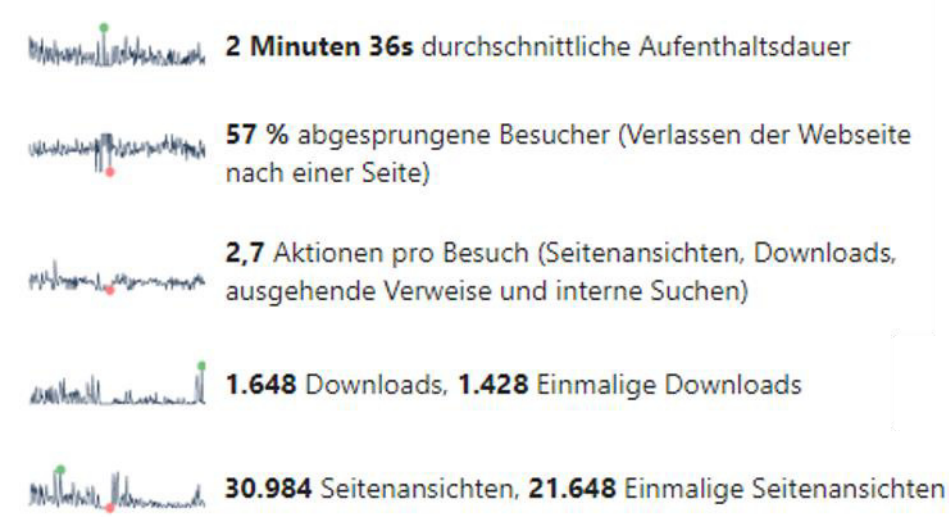 2 Minuten 36s durchschnittliche Aufenthaltsdauer
57 % abgesprungene Besucher (Verlassen der Webseite
nach einer Seite)
2,7 Aktionen pro Besuch (Seitenansichten, Downloads,
ausgehende Verweise und interne Suchen)
1.648 Downloads, 1.428 Einmalige Downloads
30.984 Seitenansichten, 21.648 Einmalige Seitenansichten